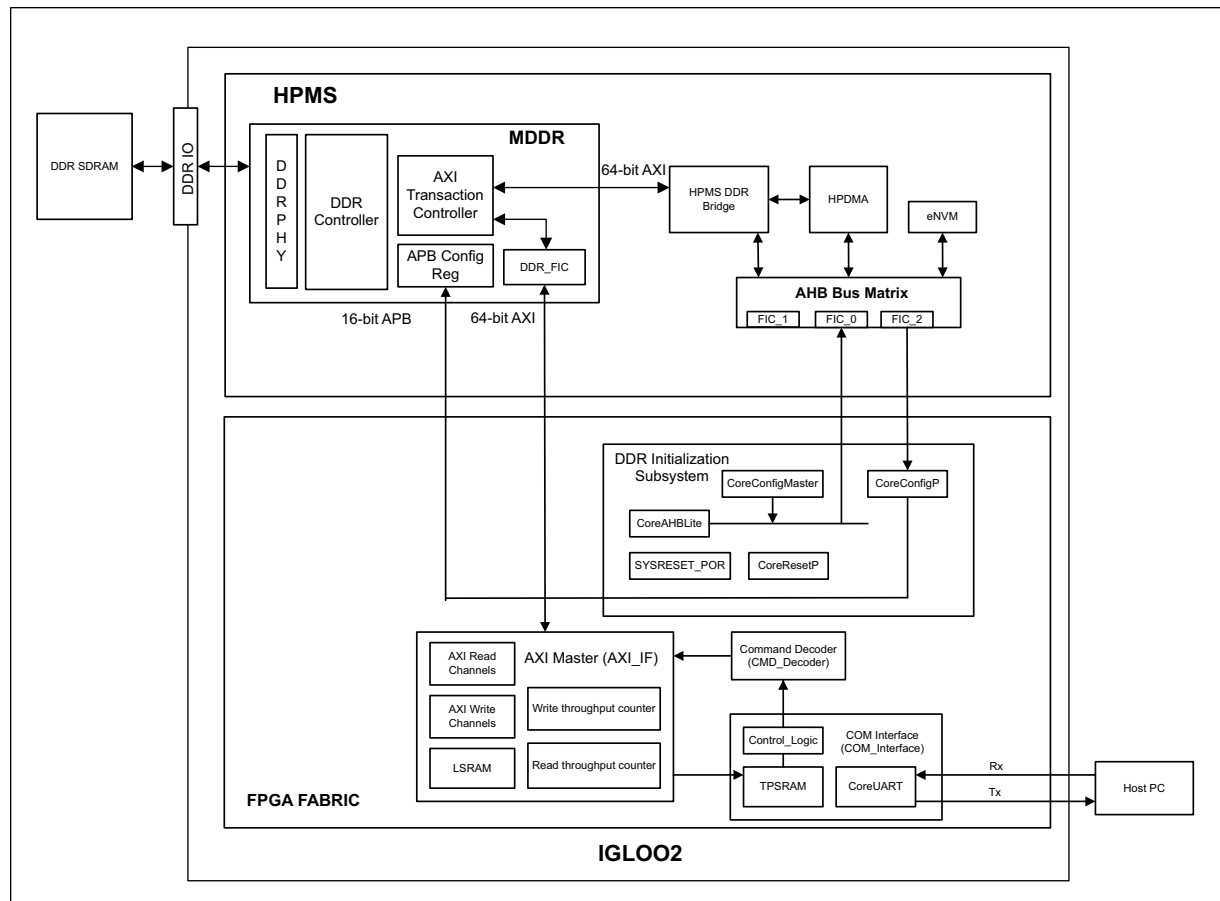 HPMS
MDDR
DDR SDRAM
DDR IO
DDRPHY
DDR
Controller
AXI
Transaction
Controller
APB Config
Reg
DDR_FIC
64-bit AXI
HPMS DDR
Bridge
HPDMA
eNVM
AHB Bus Matrix
FIC_1
FIC_0
FIC_2
16-bit APB
64-bit AXI
DDR Initialization
Subsystem
CoreConfigMaster
CoreConfigP
CoreAHBLite
SYSRESET_POR
CoreResetP
AXI Master (AXI_IF)
AXI Read
Channels
AXI Write
Channels
LSRAM
Write throughput counter
Read throughput counter
Command Decoder
(CMD_Decoder)
Control_Logic
COM Interface
(COM_Interface)
TPSRAM
CoreUART
Rx
Tx
Host PC
FPGA FABRIC
IGLOO2